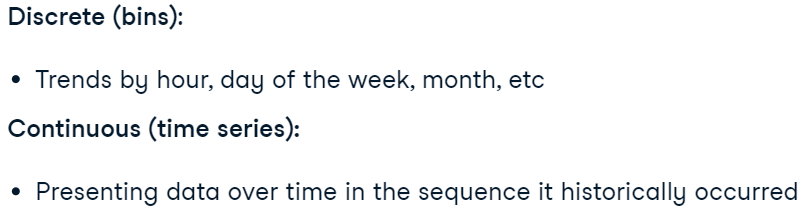 Discrete (bins):
• Trends by hour, day of the week, month, etc
Continuous (time series):
• Presenting data over time in the sequence it historically occurred